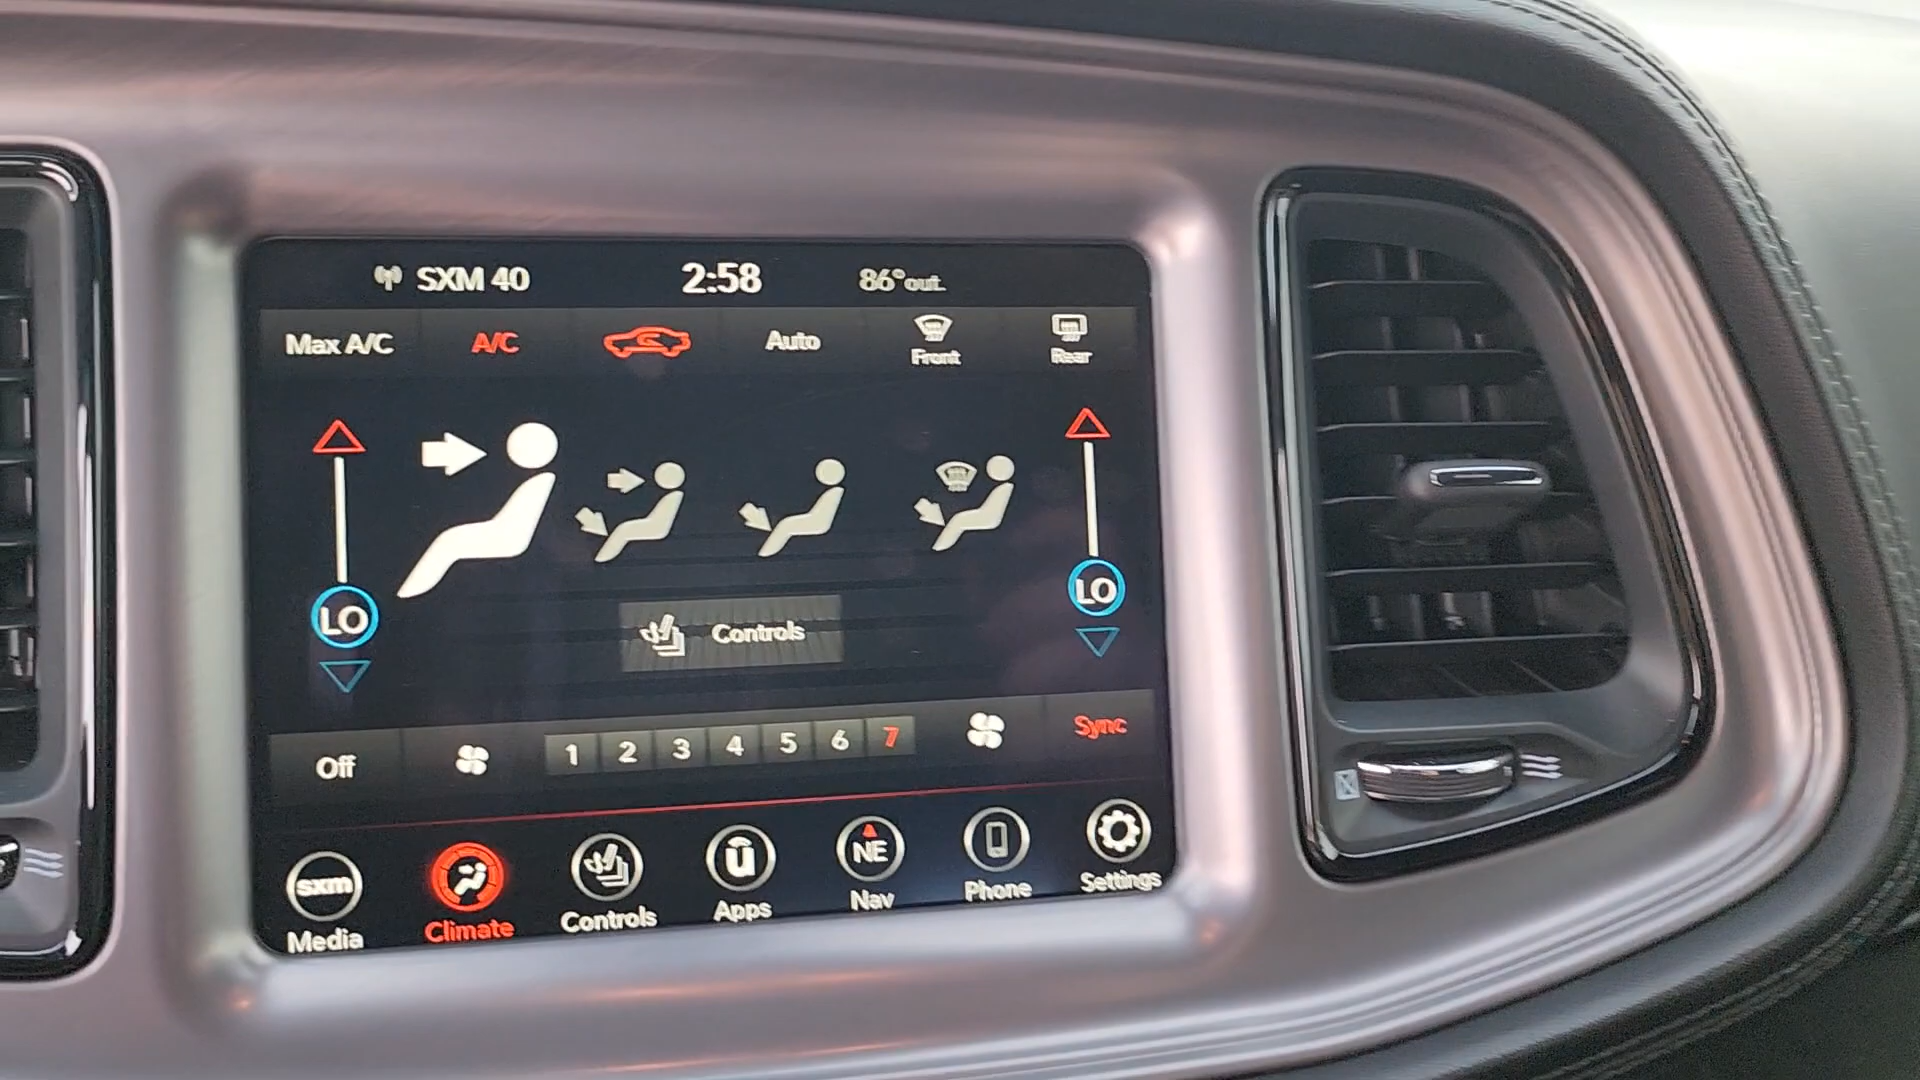 SXM 40 2:58 86° out.
Max A/C A/C Auto Front Rear
LO LO
Controls
Off 1 2 3 4 5 6 7 Sync
sxm NE
Media Climate Controls Apps Nav Phone Settings